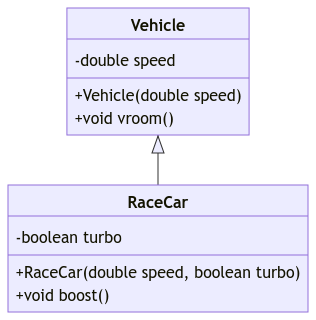 Vehicle
-double speed
+Vehicle(double speed)
+void vroom()
RaceCar
-boolean turbo
+RaceCar(double speed, boolean turbo)
+void boost()